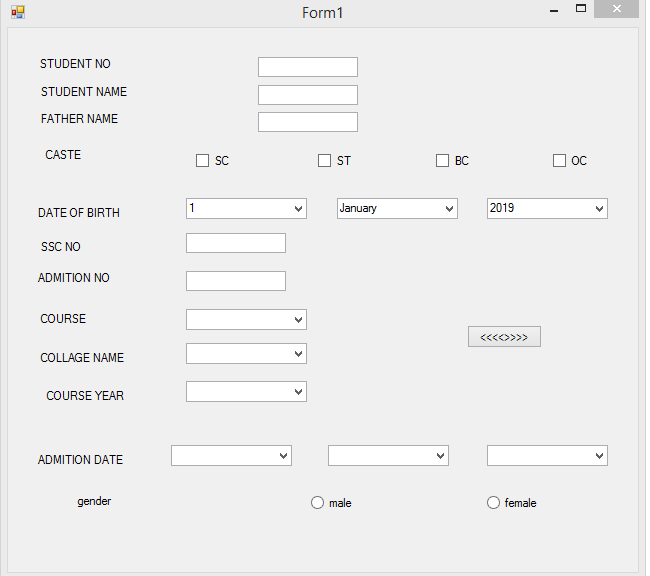 Form1
STUDENT NO
STUDENT NAME
FATHER NAME
CASTE SC ST BC OC
DATE OF BIRTH 1 January 2019
SSC NO
ADMITION NO
COURSE
<<<<>>>>
COLLAGE NAME
COURSE YEAR
ADMITION DATE
gender male female